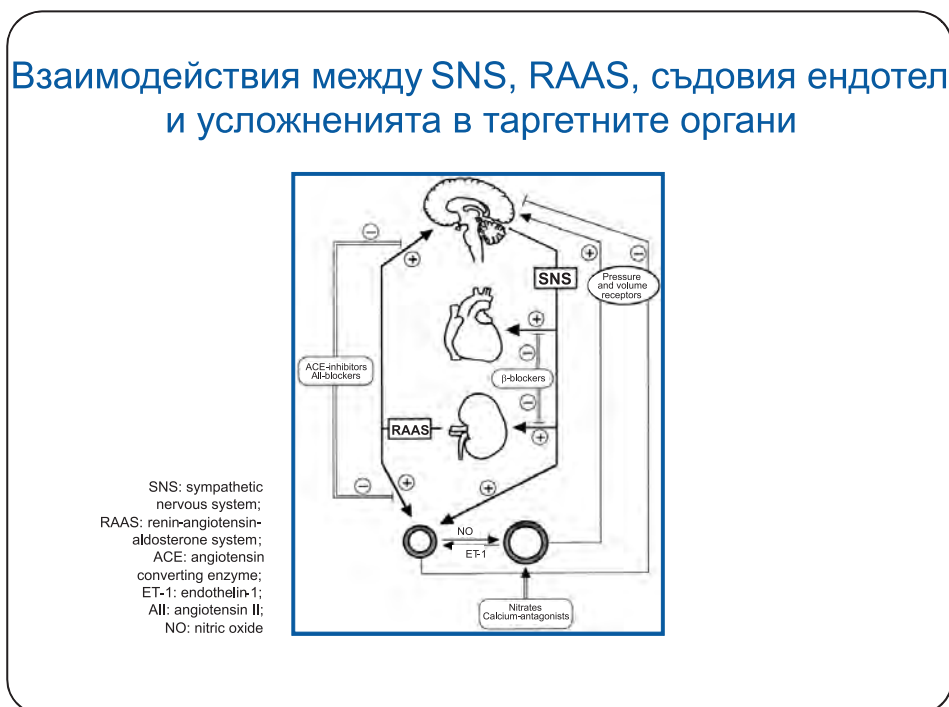 Взаимодействия между SNS, RAAS, съдовия ендотел
и усложненията в таргетните органи
−
+
+
−
SNS
Pressure
and volume
receptors
+
−
ACE-inhibitors
AII-blockers
β-blockers
−
RAAS
+
−
+
+
SNS: sympathetic
nervous system;
RAAS: renin-angiotensin-
aldosterone system;
ACE: angiotensin
converting enzyme;
ET-1: endothelin-1;
AII: angiotensin II;
NO: nitric oxide
NO
ET-1
Nitrates
Calcium-antagonists